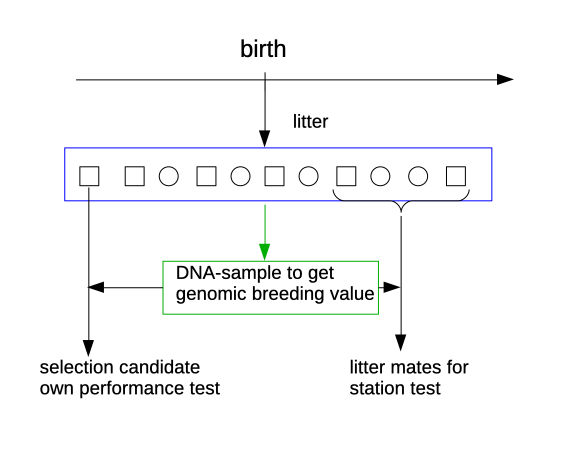 birth
litter
DNA-sample to get
genomic breeding value
selection candidate
own performance test
litter mates for
station test